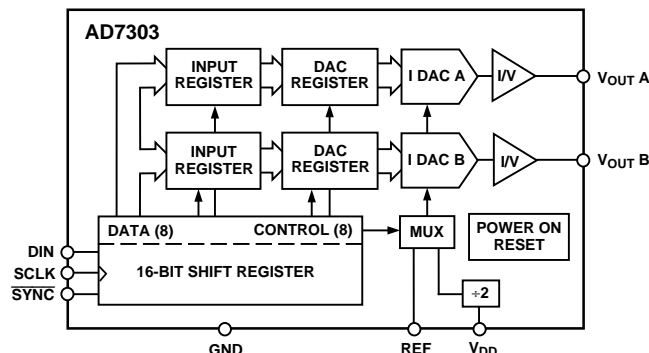 AD7303
INPUT
REGISTER
DAC
REGISTER
I DAC A
I/V
VOUT A
INPUT
REGISTER
DAC
REGISTER
I DAC B
I/V
VOUT B
DATA (8)
CONTROL (8)
16-BIT SHIFT REGISTER
MUX
POWER ON
RESET
÷2
DIN
SCLK
SYNC
GND
REF
VDD